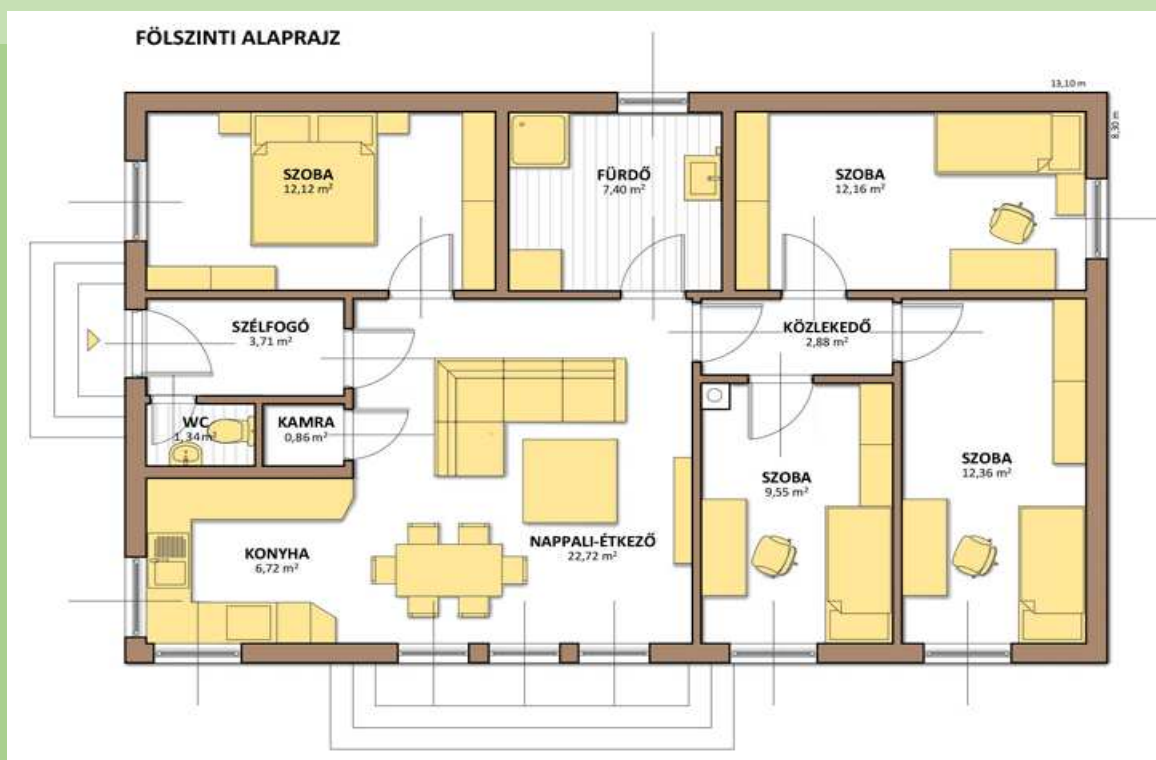 FÖLSZINTI ALAPRAJZ
13,10 m
8,30 m
SZOBA
12,12 m²
FÜRDŐ
7,40 m²
SZOBA
12,16 m²
SZÉLFOGÓ
3,71 m²
KÖZLEKEDŐ
2,88 m²
WC
1,34 m²
KAMRA
0,86 m²
SZOBA
9,55 m²
SZOBA
12,36 m²
KONYHA
6,72 m²
NAPPALI-ÉTKEZŐ
22,72 m²